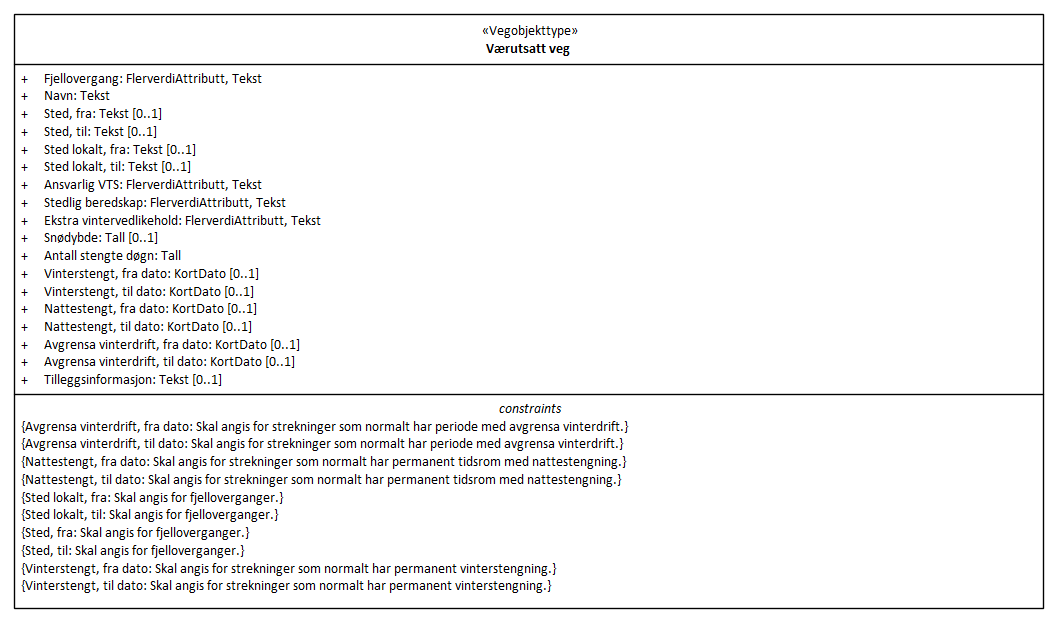 «Vegobjekttype»
Værutsatt veg
+ Fjellovergang: FlerverdiAttributt, Tekst
+ Navn: Tekst
+ Sted, fra: Tekst [0..1]
+ Sted, til: Tekst [0..1]
+ Sted lokalt, fra: Tekst [0..1]
+ Sted lokalt, til: Tekst [0..1]
+ Ansvarlig VTS: FlerverdiAttributt, Tekst
+ Stedlig beredskap: FlerverdiAttributt, Tekst
+ Ekstra vintervedlikehold: FlerverdiAttributt, Tekst
+ Snødybde: Tall [0..1]
+ Antall stengte døgn: Tall
+ Vinterstengt, fra dato: KortDato [0..1]
+ Vinterstengt, til dato: KortDato [0..1]
+ Nattestengt, fra dato: KortDato [0..1]
+ Nattestengt, til dato: KortDato [0..1]
+ Avgrensa vinterdrift, fra dato: KortDato [0..1]
+ Avgrensa vinterdrift, til dato: KortDato [0..1]
+ Tilleggsinformasjon: Tekst [0..1]
constraints
{Avgrensa vinterdrift, fra dato: Skal angis for strekninger som normalt har periode med avgrensa vinterdrift.}
{Avgrensa vinterdrift, til dato: Skal angis for strekninger som normalt har periode med avgrensa vinterdrift.}
{Nattestengt, fra dato: Skal angis for strekninger som normalt har permanent tidsrom med nattestengning.}
{Nattestengt, til dato: Skal angis for strekninger som normalt har permanent tidsrom med nattestengning.}
{Sted lokalt, fra: Skal angis for fjelloverganger.}
{Sted lokalt, til: Skal angis for fjelloverganger.}
{Sted, fra: Skal angis for fjelloverganger.}
{Sted, til: Skal angis for fjelloverganger.}
{Vinterstengt, fra dato: Skal angis for strekninger som normalt har permanent vinterstengning.}
{Vinterstengt, til dato: Skal angis for strekninger som normalt har permanent vinterstengning.}